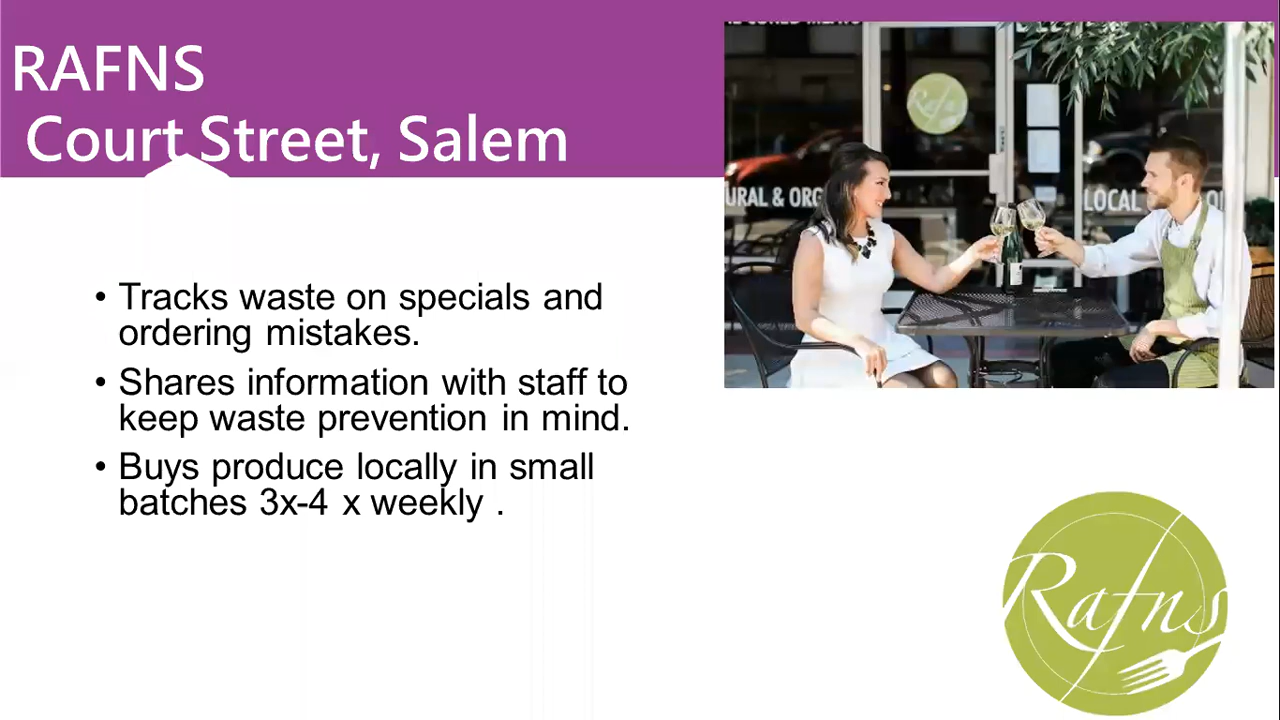 RAFNS
Court Street, Salem
• Tracks waste on specials and
ordering mistakes.
• Shares information with staff to
keep waste prevention in mind.
• Buys produce locally in small
batches 3x-4 x weekly .
Rafns
URAL & ORG
LOCAL
Rafns